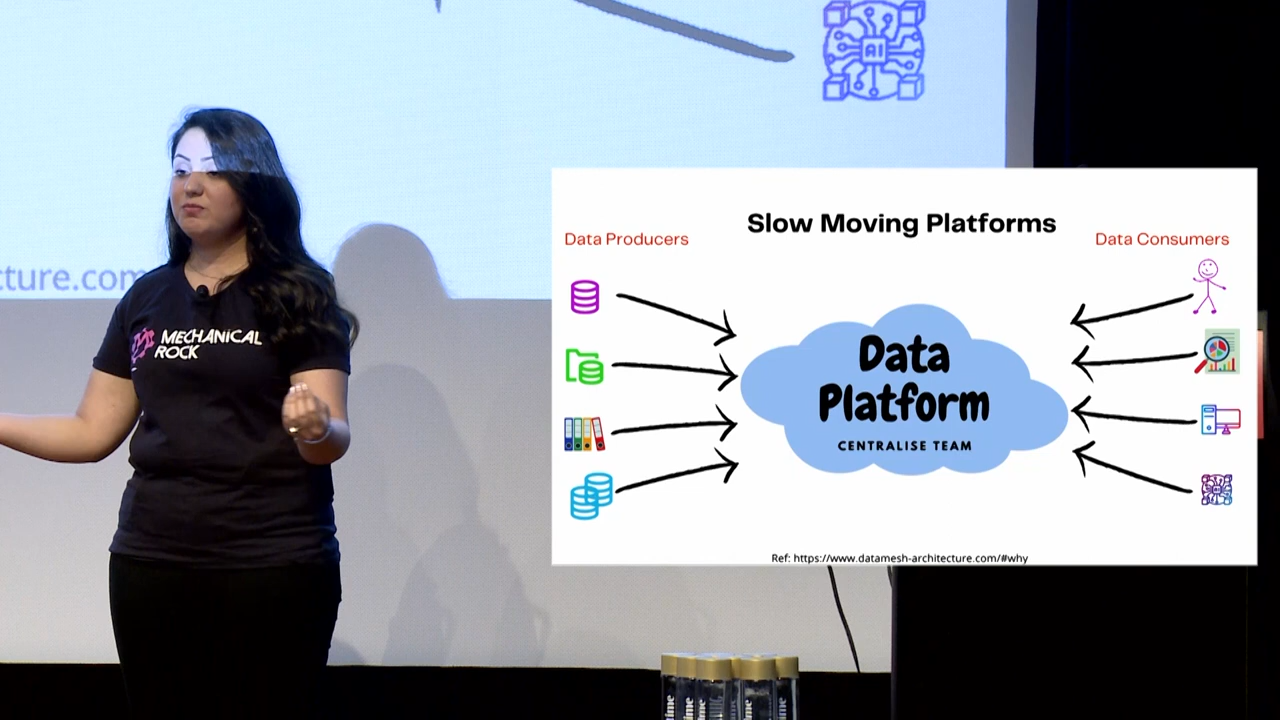 AI
cture.com
MECHANICAL
ROCK
Slow Moving Platforms
Data Producers
Data Consumers
Data
Platform
CENTRALISE TEAM
Ref: https://www.datamesh-architecture.com/#why